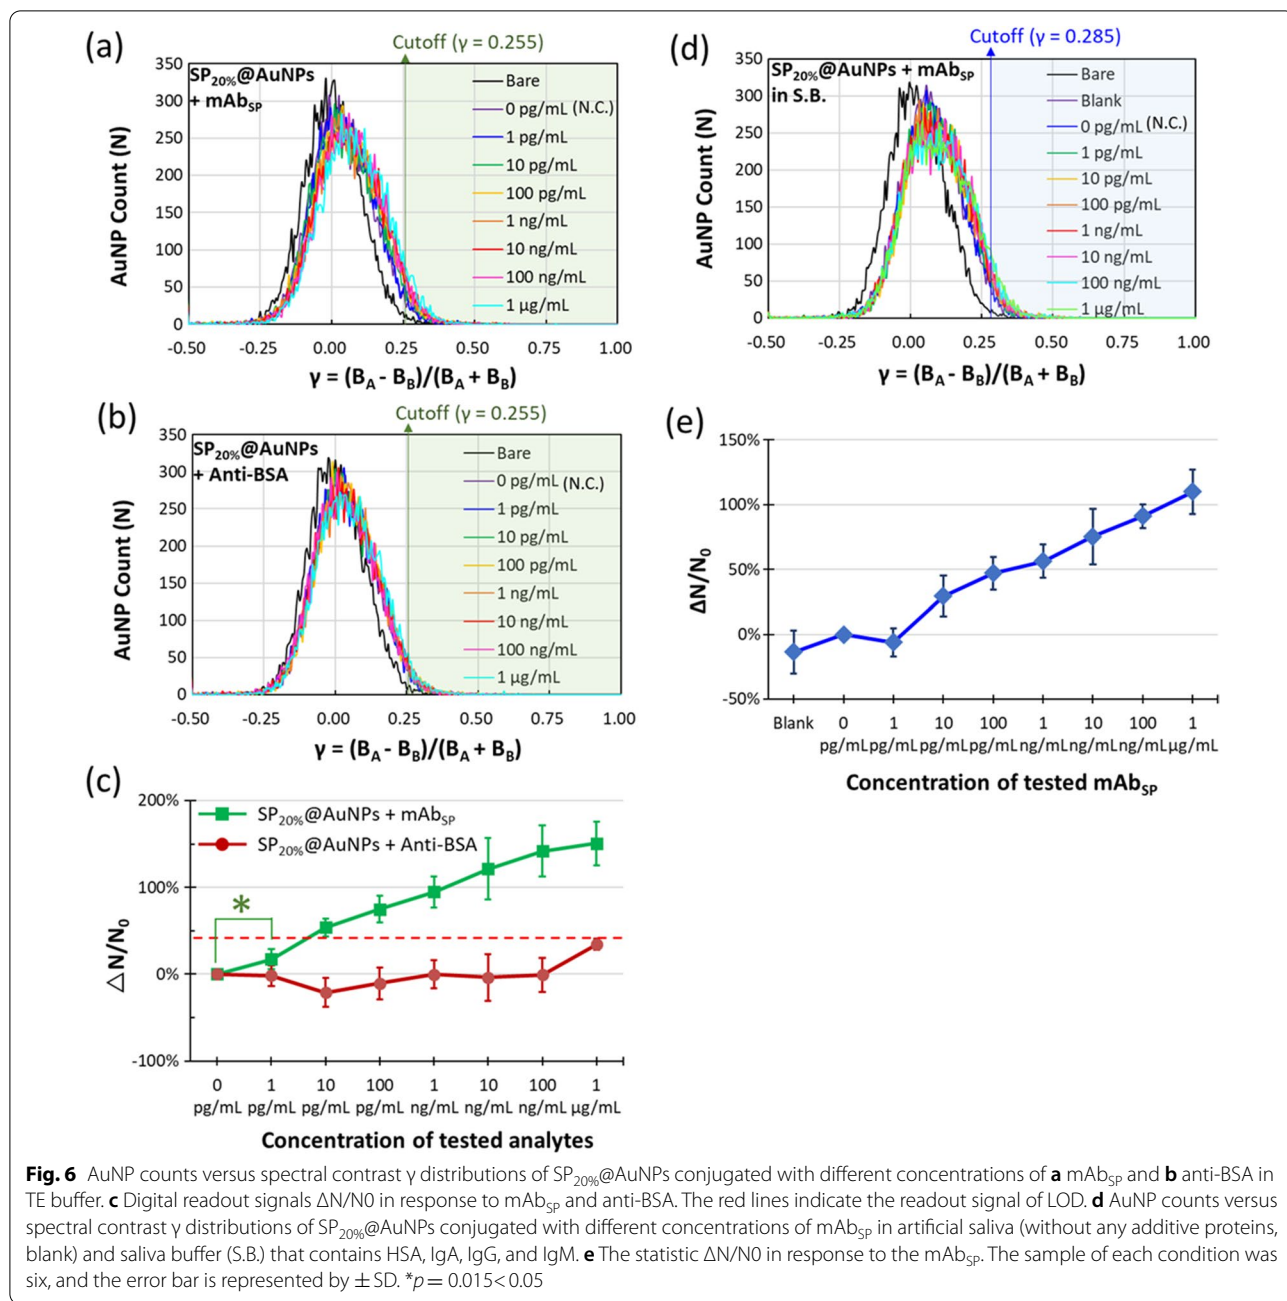 (a)
Cutoff (γ = 0.255)
SP20%@AuNPs
+ mAbSP
AuNP Count (N)
350
300
250
200
150
100
50
0
Bare
0 pg/mL (N.C.)
1 pg/mL
10 pg/mL
100 pg/mL
1 ng/mL
10 ng/mL
100 ng/mL
1 µg/mL
-0.50 -0.25 0.00 0.25 0.50 0.75 1.00
γ = (BA - BB)/(BA + BB)
(b)
Cutoff (γ = 0.255)
SP20%@AuNPs
+ Anti-BSA
AuNP Count (N)
350
300
250
200
150
100
50
0
Bare
0 pg/mL (N.C.)
1 pg/mL
10 pg/mL
100 pg/mL
1 ng/mL
10 ng/mL
100 ng/mL
1 µg/mL
-0.50 -0.25 0.00 0.25 0.50 0.75 1.00
γ = (BA - BB)/(BA + BB)
(c)
SP20%@AuNPs + mAbSP
SP20%@AuNPs + Anti-BSA
△N/N0
200%
100%
0%
-100%
*
0 1 10 100 1 10 100 1
pg/mL pg/mL pg/mL pg/mL ng/mL ng/mL ng/mL µg/mL
Concentration of tested analytes
(d)
Cutoff (γ = 0.285)
SP20%@AuNPs + mAbSP
in S.B.
AuNP Count (N)
350
300
250
200
150
100
50
0
Bare
Blank
0 pg/mL (N.C.)
1 pg/mL
10 pg/mL
100 pg/mL
1 ng/mL
10 ng/mL
100 ng/mL
1 µg/mL
-0.50 -0.25 0.00 0.25 0.50 0.75 1.00
γ = (BA - BB)/(BA + BB)
(e)
ΔN/N0
150%
100%
50%
0%
-50%
Blank 0 1 10 100 1 10 100 1
pg/mL pg/mL pg/mL pg/mL ng/mL ng/mL ng/mL µg/mL
Concentration of tested mAbSP
Fig. 6 AuNP counts versus spectral contrast γ distributions of SP20%@AuNPs conjugated with different concentrations of a mAbSP and b anti-BSA in
TE buffer. c Digital readout signals ΔN/N0 in response to mAbSP and anti-BSA. The red lines indicate the readout signal of LOD. d AuNP counts versus
spectral contrast γ distributions of SP20%@AuNPs conjugated with different concentrations of mAbSP in artificial saliva (without any additive proteins,
blank) and saliva buffer (S.B.) that contains HSA, IgA, IgG, and IgM. e The statistic ΔN/N0 in response to the mAbSP. The sample of each condition was
six, and the error bar is represented by ± SD. *p = 0.015 < 0.05